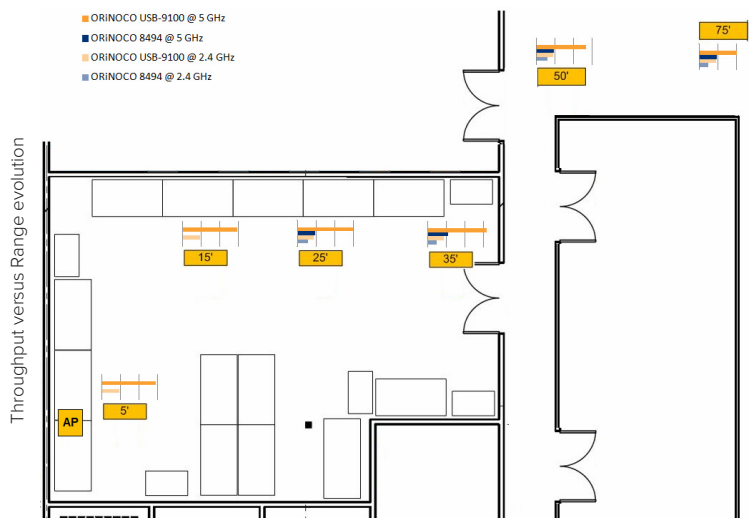 ORiNOCO USB-9100 @ 5 GHz
ORiNOCO 8494 @ 5 GHz
ORiNOCO USB-9100 @ 2.4 GHz
ORiNOCO 8494 @ 2.4 GHz
75'
50'
15'
25'
35'
5'
AP
Throughput versus Range evolution